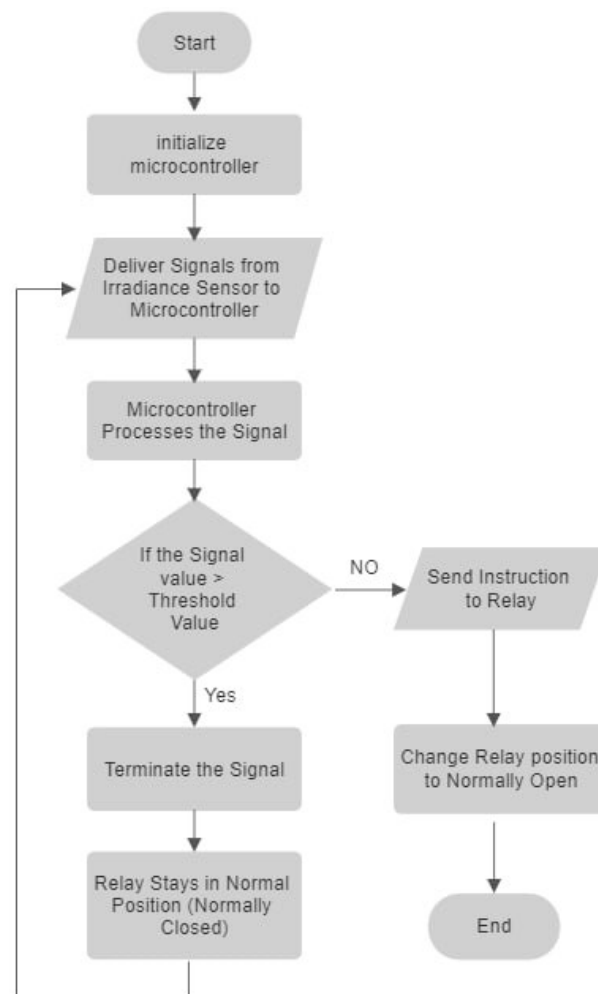 Start
initialize
microcontroller
Deliver Signals from
Irradiance Sensor to
Microcontroller
Microcontroller
Processes the Signal
If the Signal
value >
Threshold
Value
NO
Send Instruction
to Relay
Yes
Terminate the Signal
Change Relay position
to Normally Open
Relay Stays in Normal
Position (Normally
Closed)
End